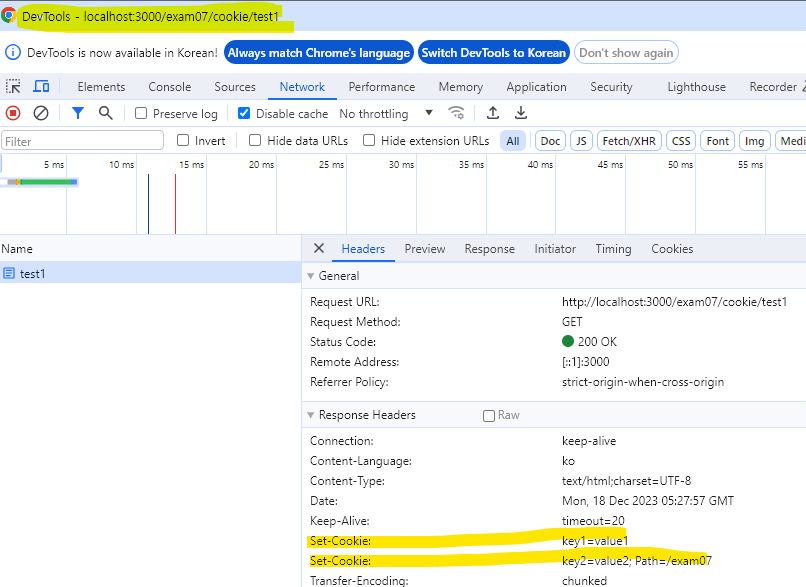 DevTools - localhost:3000/exam07/cookie/test1
DevTools is now available in Korean! Always match Chrome's language Switch DevTools to Korean Don't show again
Elements Console Sources Network Performance Memory Application Security Lighthouse Recorder
Preserve log Disable cache No throttling
Filter Invert Hide data URLs Hide extension URLs All Doc JS Fetch/XHR CSS Font Img Medi
5 ms 10 ms 15 ms 20 ms 25 ms 30 ms 35 ms 40 ms 45 ms 50 ms 55 ms
Name Headers Preview Response Initiator Timing Cookies
test1
General
Request URL: http://localhost:3000/exam07/cookie/test1
Request Method: GET
Status Code: 200 OK
Remote Address: [::1]:3000
Referrer Policy: strict-origin-when-cross-origin
Response Headers Raw
Connection: keep-alive
Content-Language: ko
Content-Type: text/html;charset=UTF-8
Date: Mon, 18 Dec 2023 05:27:57 GMT
Keep-Alive: timeout=20
Set-Cookie: key1=value1
Set-Cookie: key2=value2; Path=/exam07
Transfer-Encoding: chunked